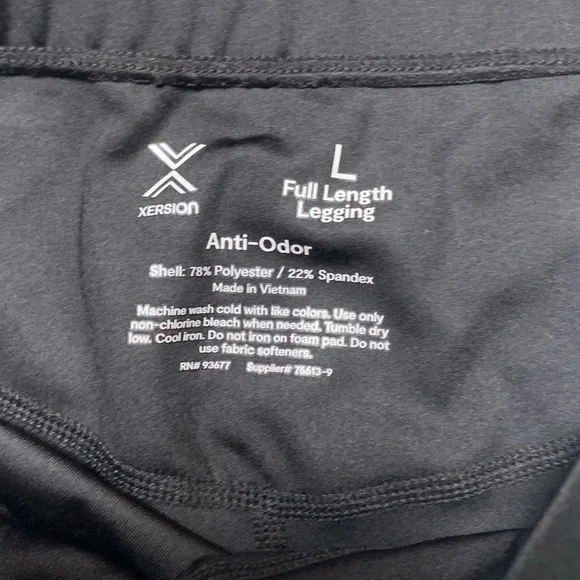 XERSION
L
Full Length
Legging
Anti-Odor
Shell: 78% Polyester / 22% Spandex
Made in Vietnam
Machine wash cold with like colors. Use only
non-chlorine bleach when needed. Tumble dry
low. Cool iron. Do not iron on foam pad. Do not
use fabric softeners.
RN# 93677 Supplier# 76613-9